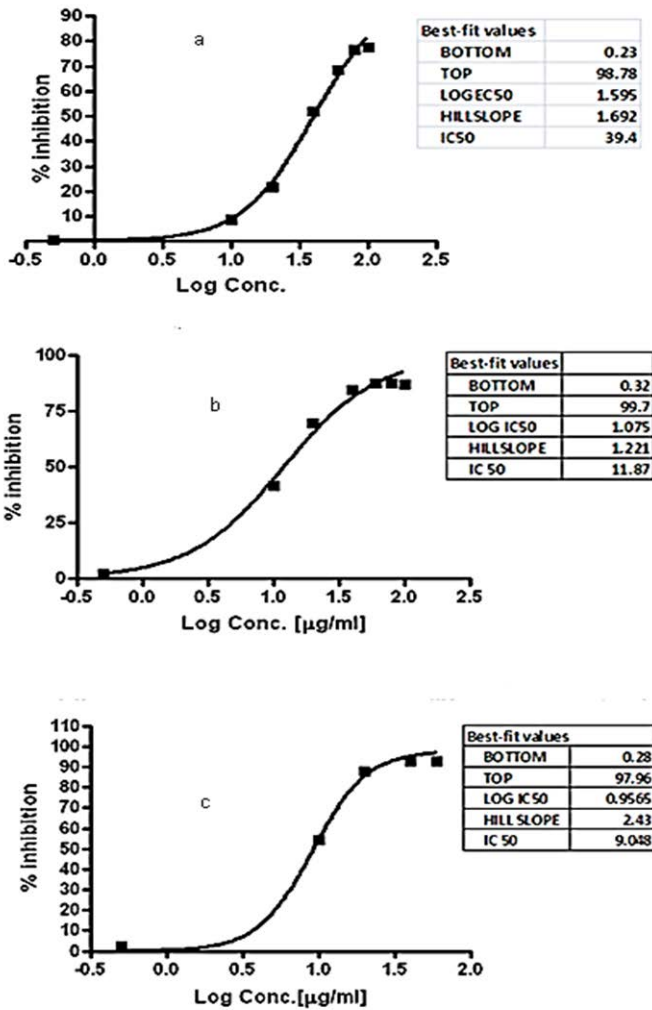 a
90
80
70
60
50
40
30
20
10
% inhibition
-0.5 0.0 0.5 1.0 1.5 2.0 2.5
Log Conc.
Best-fit values
BOTTOM 0.23
TOP 98.78
LOGEC50 1.595
HILLSLOPE 1.692
IC50 39.4
b
100
75
50
25
0
% inhibition
-0.5 0.0 0.5 1.0 1.5 2.0 2.5
Log Conc. [µg/ml]
Best-fit values
BOTTOM 0.32
TOP 99.7
LOG IC50 1.075
HILLSLOPE 1.221
IC 50 11.87
c
110
100
90
80
70
60
50
40
30
20
10
0
% inhibition
-0.5 0.0 0.5 1.0 1.5 2.0
Log Conc.[µg/ml]
Best-fit values
BOTTOM 0.28
TOP 97.96
LOG IC50 0.9565
HILL SLOPE 2.43
IC 50 9.048